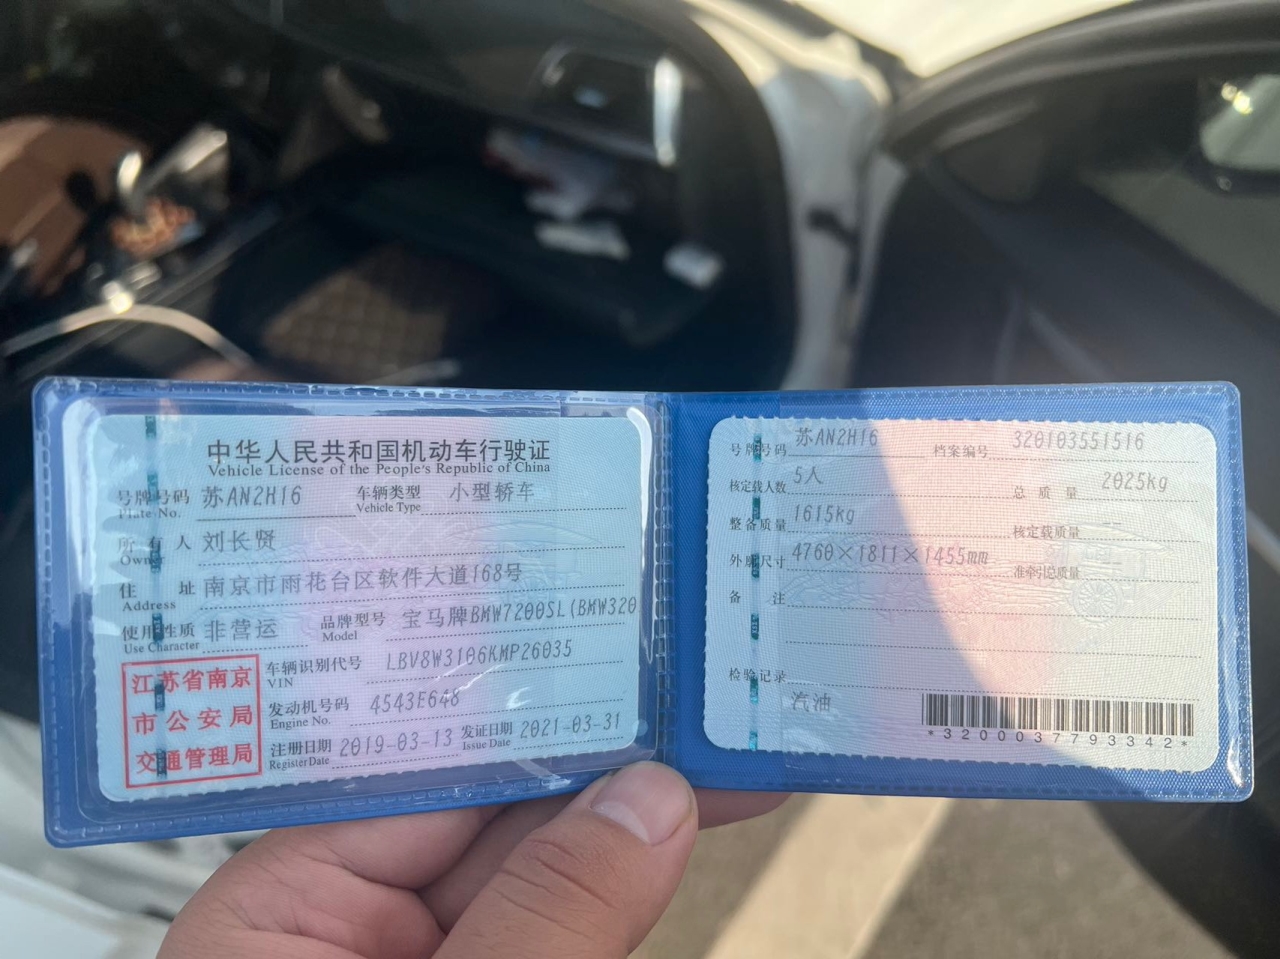 中华人民共和国机动车行驶证
Vehicle License of the People's Republic of China
号牌号码 苏AN2H16 车辆类型 小型轿车
Plate No. Vehicle Type
所有人 刘长贤
Owner
住址 南京市雨花台区软件大道168号
Address
使用性质 非营运 品牌型号 宝马牌BMW7200SL(BMW320
Use Character Model
江苏省南京
市公安局
交通管理局
车辆识别代号 LBV8W3106KMP26035
VIN
发动机号码 4543E648
Engine No.
注册日期 2019-03-13 发证日期 2021-03-31
Register Date Issue Date
号牌号码 苏AN2H16 档案编号 320103551516
核定载人数 5人 总质量 2025kg
整备质量 1615kg 核定载质量 --
外廓尺寸 4760×1811×1455mm 准牵引总质量 --
备注
检验记录
汽油
*3200037793342*